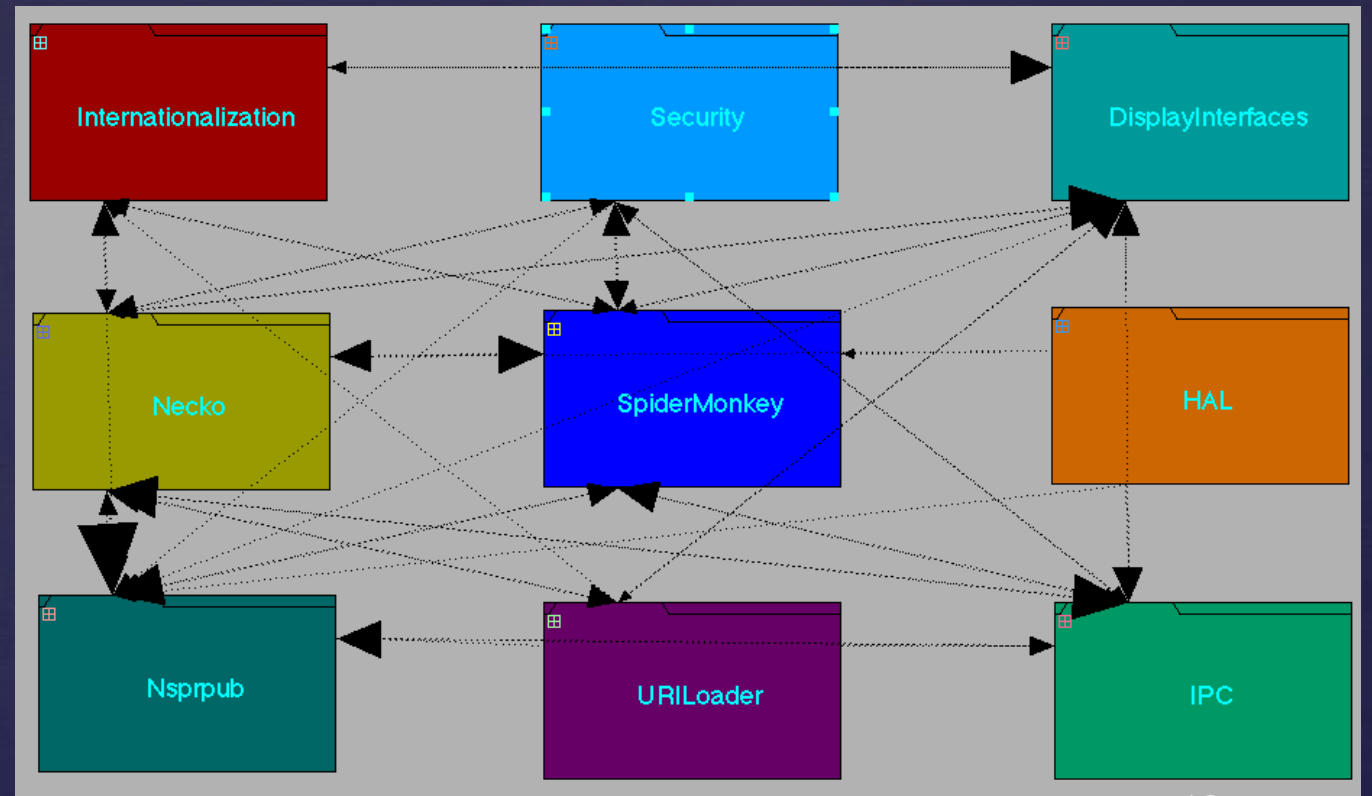 Internationalization
Security
DisplayInterfaces
Necko
SpiderMonkey
HAL
Nsprpub
URILoader
IPC